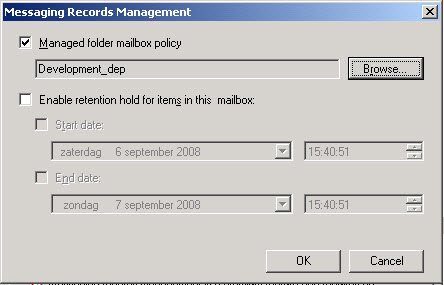 Messaging Records Management
Managed folder mailbox policy
Development_dep
Browse...
Enable retention hold for items in this mailbox:
Start date:
zaterdag 6 september 2008 15:40:51
End date:
zondag 7 september 2008 15:40:51
OK Cancel